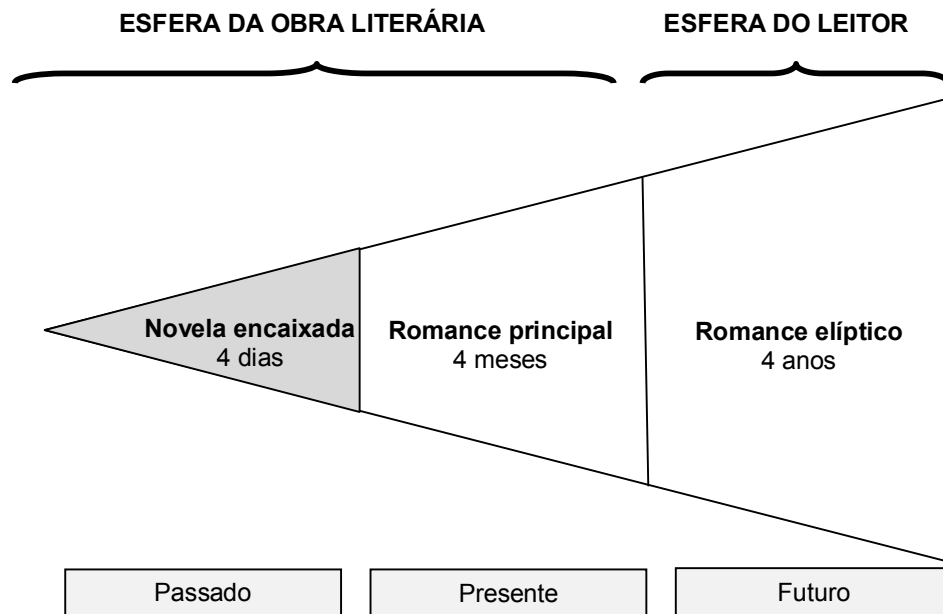 ESFERA DA OBRA LITERÁRIA
ESFERA DO LEITOR
Novela encaixada
4 dias
Romance principal
4 meses
Romance elíptico
4 anos
Passado
Presente
Futuro